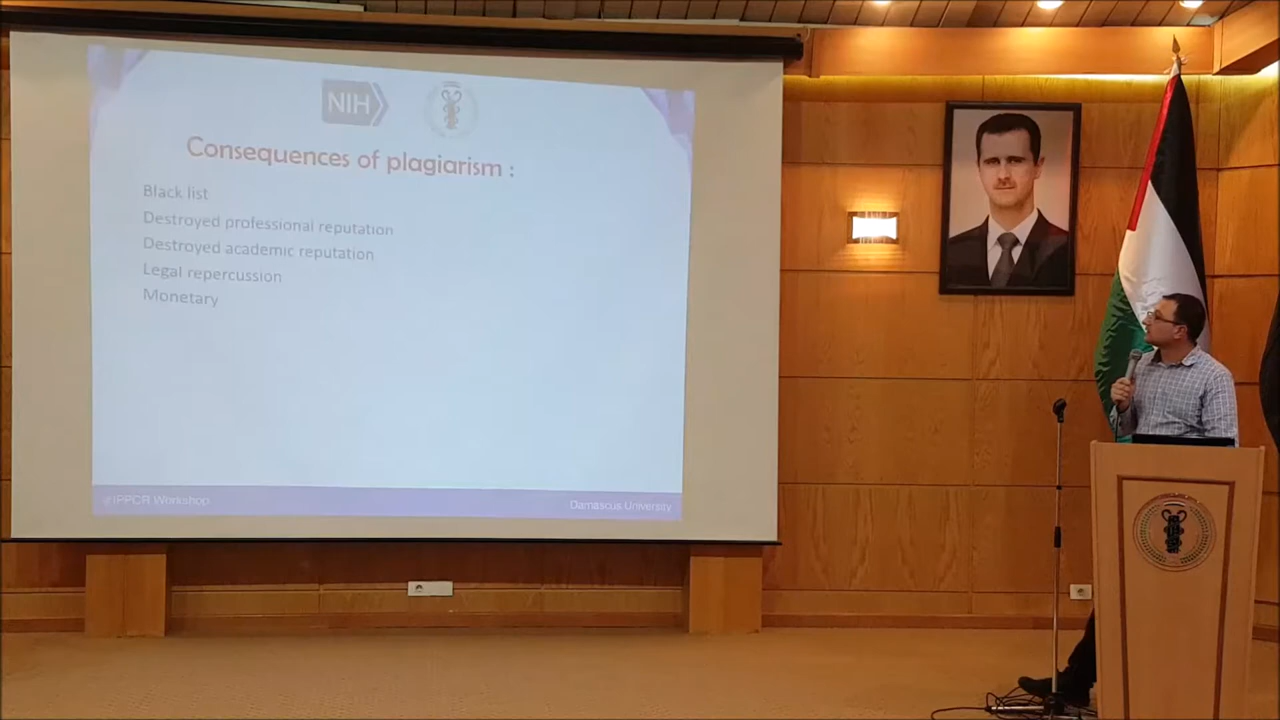 NIH
Consequences of plagiarism :
Black list
Destroyed professional reputation
Destroyed academic reputation
Legal repercussion
Monetary
#IPPCR Workshop
Damascus University